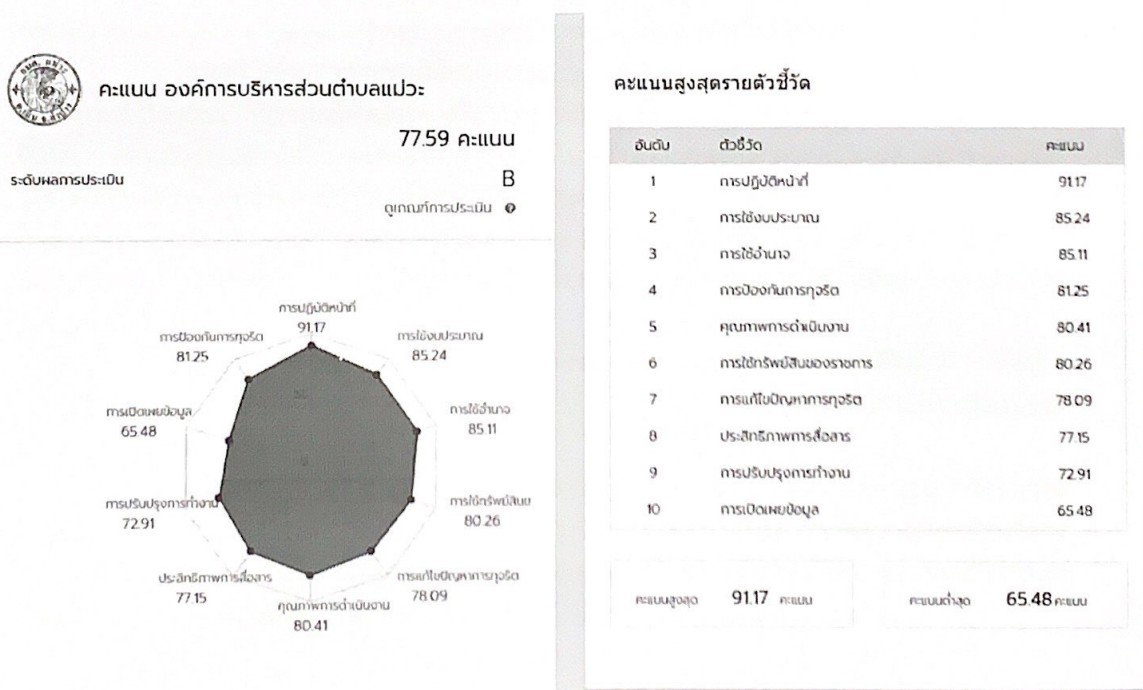 คะแนน องค์การบริหารส่วนตำบลแม่วะ
77.59 คะแนน
ระดับผลการประเมิน
B
ดูเกณฑ์การประเมิน
การปฏิบัติหน้าที่
91.17
การใช้งบประมาณ
85.24
การใช้อำนาจ
85.11
การใช้ทรัพย์สินข
80.26
การแก้ไขปัญหาการทุจริต
78.09
คุณภาพการดำเนินงาน
80.41
ประสิทธิภาพการสื่อสาร
77.15
การปรับปรุงการทำงาน
72.91
การเปิดเผยข้อมูล
65.48
การป้องกันการทุจริต
81.25
คะแนนสูงสุดรายตัวชี้วัด
อันดับ ตัวชี้วัด คะแนน
1 การปฏิบัติหน้าที่ 91.17
2 การใช้งบประมาณ 85.24
3 การใช้อำนาจ 85.11
4 การป้องกันการทุจริต 81.25
5 คุณภาพการดำเนินงาน 80.41
6 การใช้ทรัพย์สินของราชการ 80.26
7 การแก้ไขปัญหาการทุจริต 78.09
8 ประสิทธิภาพการสื่อสาร 77.15
9 การปรับปรุงการทำงาน 72.91
10 การเปิดเผยข้อมูล 65.48
คะแนนสูงสุด 91.17 คะแนน
คะแนนต่ำสุด 65.48 คะแนน